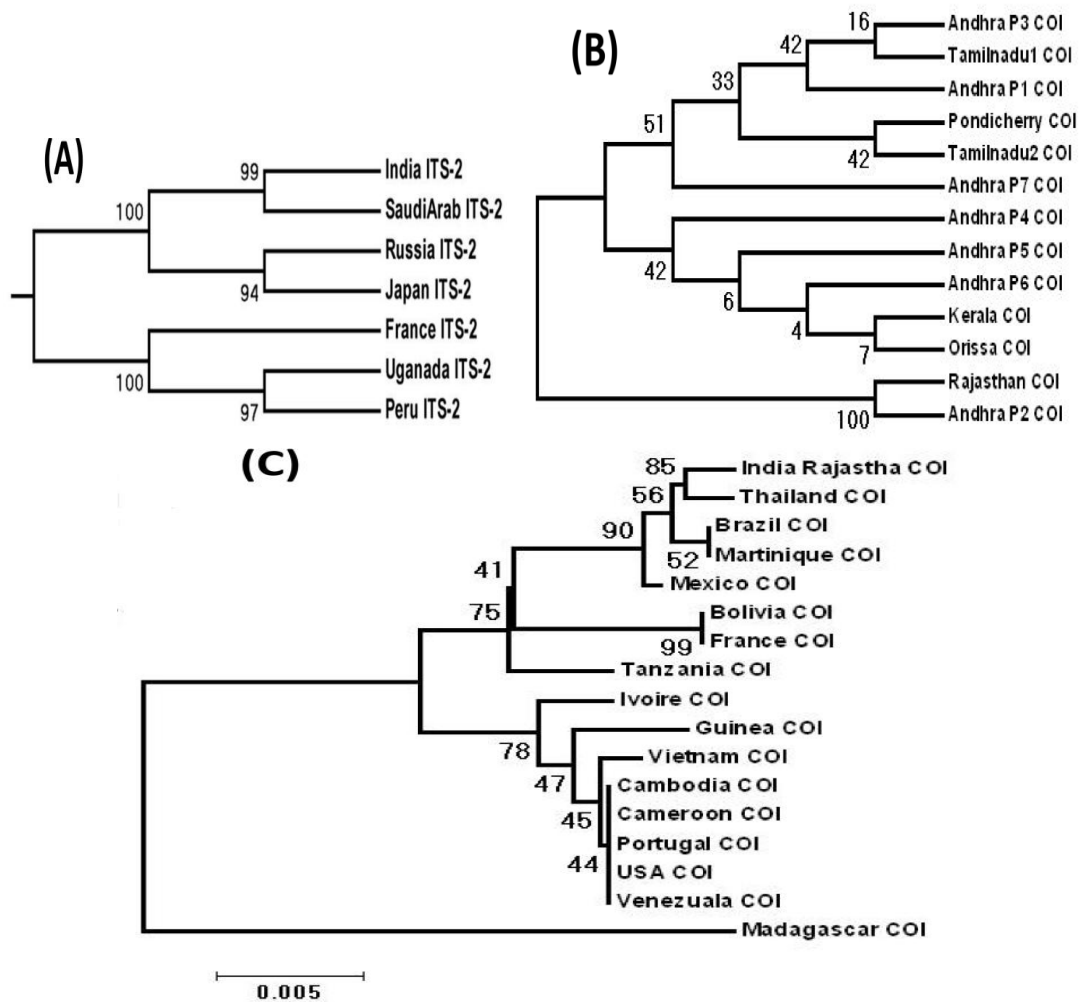 (A)
99
India ITS-2
SaudiArab ITS-2
100
Russia ITS-2
94
Japan ITS-2
France ITS-2
100
Uganada ITS-2
97
Peru ITS-2
(B)
16
Andhra P3 COI
42
Tamilnadu1 COI
33
Andhra P1 COI
51
Pondicherry COI
42
Tamilnadu2 COI
Andhra P7 COI
Andhra P4 COI
42
Andhra P5 COI
6
Andhra P6 COI
4
Kerala COI
7
Orissa COI
Rajasthan COI
100
Andhra P2 COI
(C)
85
India Rajastha COI
56
Thailand COI
90
Brazil COI
52
Martinique COI
41
Mexico COI
75
Bolivia COI
99
France COI
Tanzania COI
Ivoire COI
78
Guinea COI
47
Vietnam COI
45
Cambodia COI
Cameroon COI
44
Portugal COI
USA COI
Venezuala COI
Madagascar COI
0.005